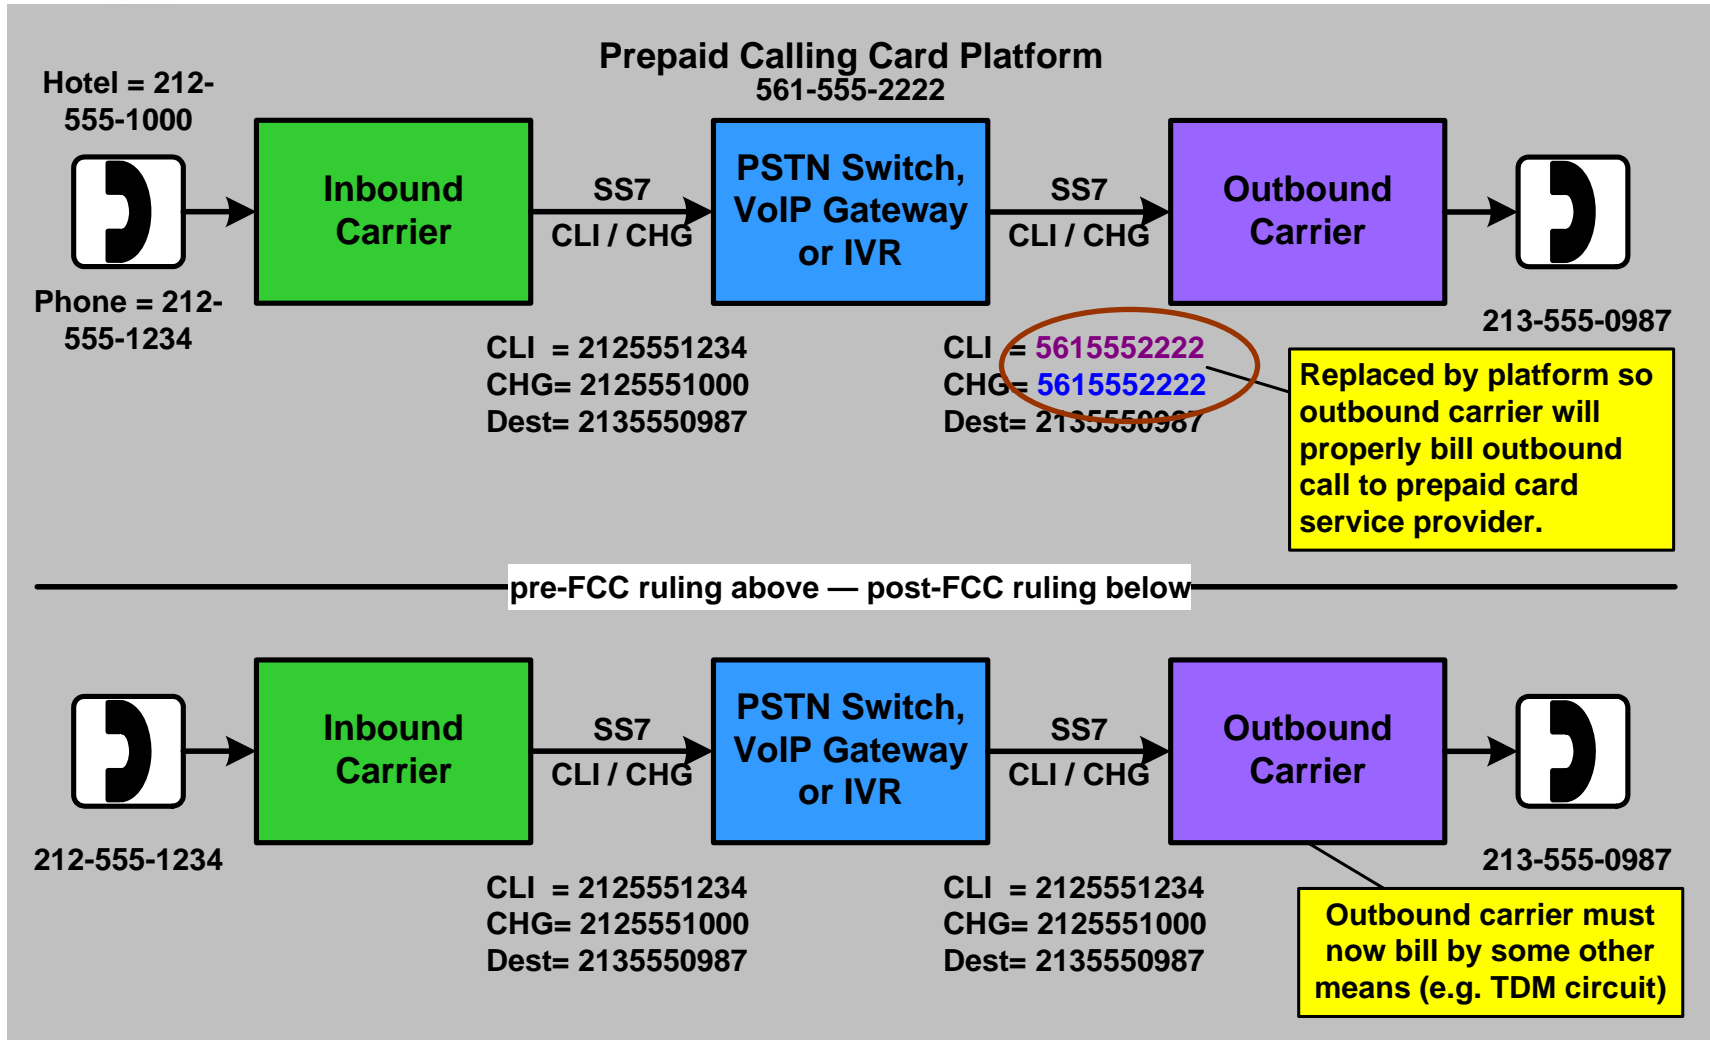 Prepaid Calling Card Platform
561-555-2222
Hotel = 212-
555-1000
Inbound
Carrier
SS7
CLI / CHG
PSTN Switch,
VoIP Gateway
or IVR
SS7
CLI / CHG
Outbound
Carrier
Phone = 212-
555-1234
213-555-0987
CLI = 2125551234
CHG= 2125551000
Dest= 2135550987
CLI = 5615552222
CHG= 5615552222
Dest= 2135550987
Replaced by platform so
outbound carrier will
properly bill outbound
call to prepaid card
service provider.
pre-FCC ruling above — post-FCC ruling below
Inbound
Carrier
SS7
CLI / CHG
PSTN Switch,
VoIP Gateway
or IVR
SS7
CLI / CHG
Outbound
Carrier
212-555-1234
213-555-0987
CLI = 2125551234
CHG= 2125551000
Dest= 2135550987
CLI = 2125551234
CHG= 2125551000
Dest= 2135550987
Outbound carrier must
now bill by some other
means (e.g. TDM circuit)